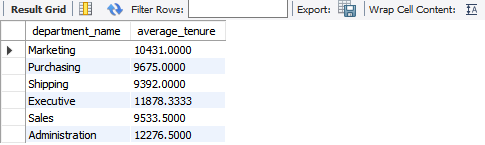 Result Grid Filter Rows: Export: Wrap Cell Content: IA
department_name average_tenure
Marketing 10431.0000
Purchasing 9675.0000
Shipping 9392.0000
Executive 11878.3333
Sales 9533.5000
Administration 12276.5000